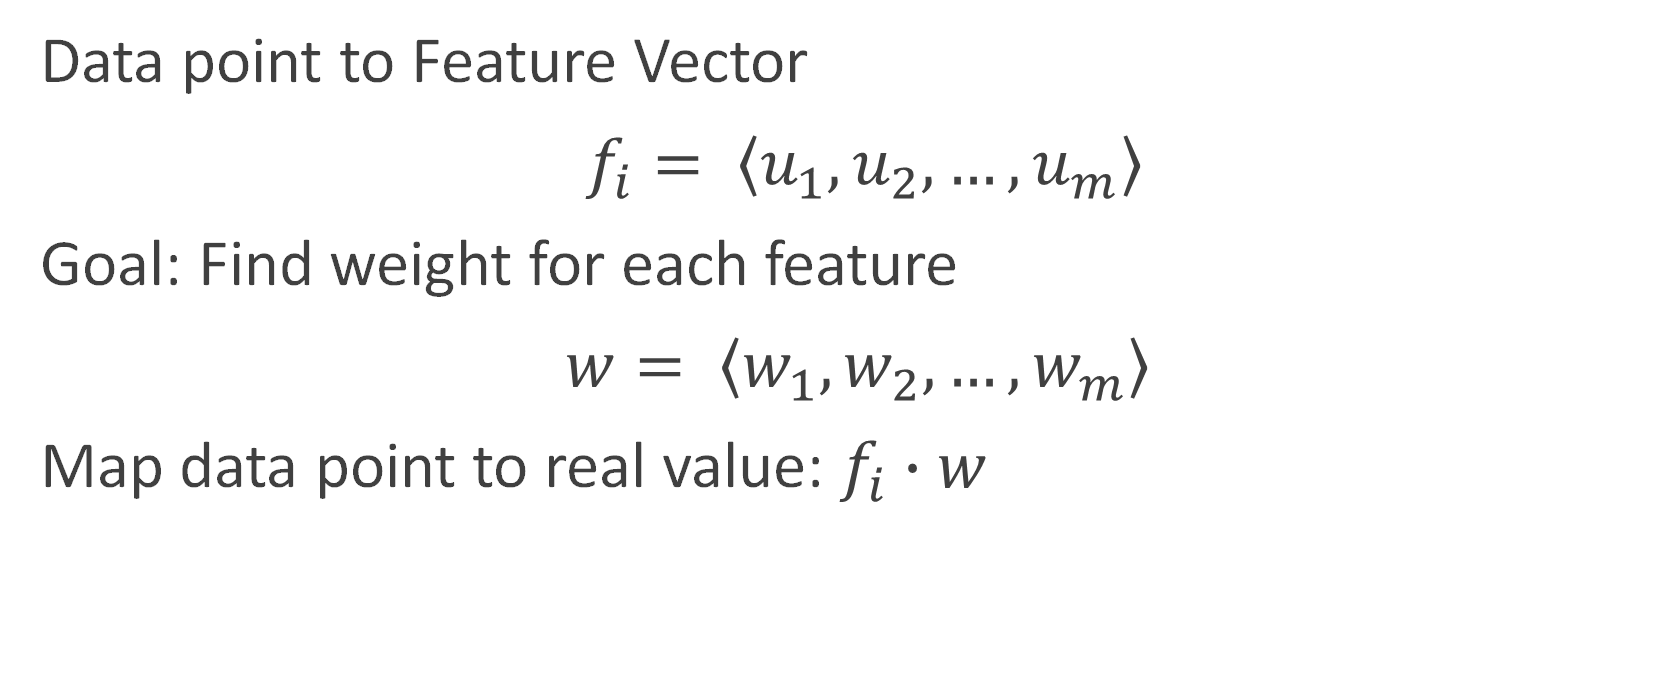 Data point to Feature Vector
𝑓ᵢ = ⟨𝑢₁, 𝑢₂, … , 𝑢ₘ⟩
Goal: Find weight for each feature
𝑤 = ⟨𝑤₁, 𝑤₂, … , 𝑤ₘ⟩
Map data point to real value: 𝑓ᵢ · 𝑤